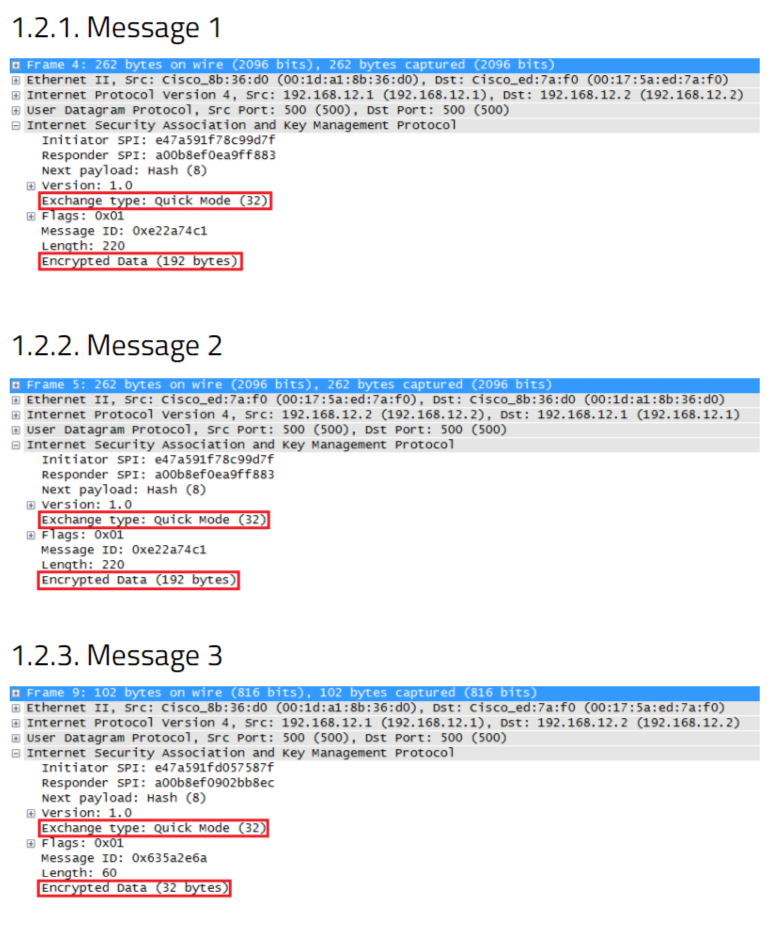 1.2.1. Message 1
Frame 4: 262 bytes on wire (2096 bits), 262 bytes captured (2096 bits)
Ethernet II, Src: Cisco_8b:36:d0 (00:1d:a1:8b:36:d0), Dst: Cisco_ed:7a:f0 (00:17:5a:ed:7a:f0)
Internet Protocol Version 4, Src: 192.168.12.1 (192.168.12.1), Dst: 192.168.12.2 (192.168.12.2)
User Datagram Protocol, Src Port: 500 (500), Dst Port: 500 (500)
Internet Security Association and Key Management Protocol
Initiator SPI: e47a591f78c99d7f
Responder SPI: a00b8ef0ea9ff883
Next payload: Hash (8)
Version: 1.0
Exchange type: Quick Mode (32)
Flags: 0x01
Message ID: 0xe22a74c1
Length: 220
Encrypted Data (192 bytes)
1.2.2. Message 2
Frame 5: 262 bytes on wire (2096 bits), 262 bytes captured (2096 bits)
Ethernet II, Src: Cisco_ed:7a:f0 (00:17:5a:ed:7a:f0), Dst: Cisco_8b:36:d0 (00:1d:a1:8b:36:d0)
Internet Protocol Version 4, Src: 192.168.12.2 (192.168.12.2), Dst: 192.168.12.1 (192.168.12.1)
User Datagram Protocol, Src Port: 500 (500), Dst Port: 500 (500)
Internet Security Association and Key Management Protocol
Initiator SPI: e47a591f78c99d7f
Responder SPI: a00b8ef0ea9ff883
Next payload: Hash (8)
Version: 1.0
Exchange type: Quick Mode (32)
Flags: 0x01
Message ID: 0xe22a74c1
Length: 220
Encrypted Data (192 bytes)
1.2.3. Message 3
Frame 9: 102 bytes on wire (816 bits), 102 bytes captured (816 bits)
Ethernet II, Src: Cisco_8b:36:d0 (00:1d:a1:8b:36:d0), Dst: Cisco_ed:7a:f0 (00:17:5a:ed:7a:f0)
Internet Protocol Version 4, Src: 192.168.12.1 (192.168.12.1), Dst: 192.168.12.2 (192.168.12.2)
User Datagram Protocol, Src Port: 500 (500), Dst Port: 500 (500)
Internet Security Association and Key Management Protocol
Initiator SPI: e47a591fd057587f
Responder SPI: a00b8ef0902bb8ec
Next payload: Hash (8)
Version: 1.0
Exchange type: Quick Mode (32)
Flags: 0x01
Message ID: 0x635a2e6a
Length: 60
Encrypted Data (32 bytes)